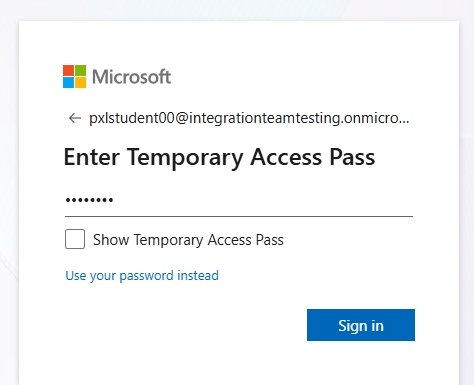 Microsoft
← pxlstudent00@integrationteamtesting.onmicro...
Enter Temporary Access Pass
••••••••
Show Temporary Access Pass
Use your password instead
Sign in